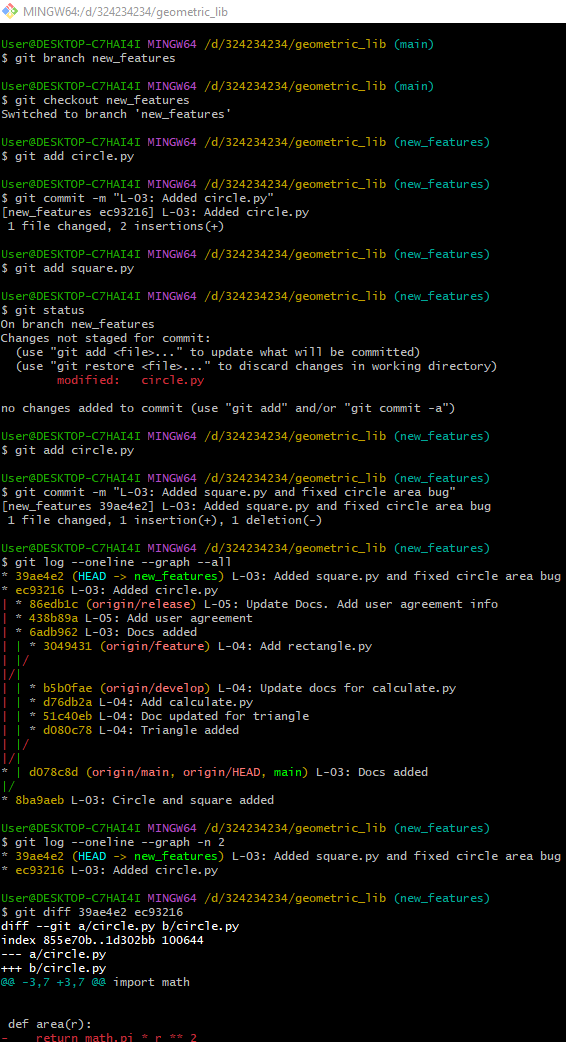 MINGW64:/d/324234234/geometric_lib
User@DESKTOP-C7HAI4I MINGW64 /d/324234234/geometric_lib (main)
$ git branch new_features
User@DESKTOP-C7HAI4I MINGW64 /d/324234234/geometric_lib (main)
$ git checkout new_features
Switched to branch 'new_features'
User@DESKTOP-C7HAI4I MINGW64 /d/324234234/geometric_lib (new_features)
$ git add circle.py
User@DESKTOP-C7HAI4I MINGW64 /d/324234234/geometric_lib (new_features)
$ git commit -m "L-03: Added circle.py"
[new_features ec93216] L-03: Added circle.py
 1 file changed, 2 insertions(+)
User@DESKTOP-C7HAI4I MINGW64 /d/324234234/geometric_lib (new_features)
$ git add square.py
User@DESKTOP-C7HAI4I MINGW64 /d/324234234/geometric_lib (new_features)
$ git status
On branch new_features
Changes not staged for commit:
  (use "git add <file>..." to update what will be committed)
  (use "git restore <file>..." to discard changes in working directory)
        modified:   circle.py
no changes added to commit (use "git add" and/or "git commit -a")
User@DESKTOP-C7HAI4I MINGW64 /d/324234234/geometric_lib (new_features)
$ git add circle.py
User@DESKTOP-C7HAI4I MINGW64 /d/324234234/geometric_lib (new_features)
$ git commit -m "L-03: Added square.py and fixed circle area bug"
[new_features 39ae4e2] L-03: Added square.py and fixed circle area bug
 1 file changed, 1 insertion(+), 1 deletion(-)
User@DESKTOP-C7HAI4I MINGW64 /d/324234234/geometric_lib (new_features)
$ git log --oneline --graph --all
* 39ae4e2 (HEAD -> new_features) L-03: Added square.py and fixed circle area bug
* ec93216 L-03: Added circle.py
| * 86edb1c (origin/release) L-05: Update Docs. Add user agreement info
| * 438b89a L-05: Add user agreement
| * 6adb962 L-03: Docs added
| | * 3049431 (origin/feature) L-04: Add rectangle.py
| |/
|/|
| | * b5b0fae (origin/develop) L-04: Update docs for calculate.py
| | * d76db2a L-04: Add calculate.py
| | * 51c40eb L-04: Doc updated for triangle
| | * d080c78 L-04: Triangle added
| |/
|/|
* | d078c8d (origin/main, origin/HEAD, main) L-03: Docs added
|/
* 8ba9aeb L-03: Circle and square added
User@DESKTOP-C7HAI4I MINGW64 /d/324234234/geometric_lib (new_features)
$ git log --oneline --graph -n 2
* 39ae4e2 (HEAD -> new_features) L-03: Added square.py and fixed circle area bug
* ec93216 L-03: Added circle.py
User@DESKTOP-C7HAI4I MINGW64 /d/324234234/geometric_lib (new_features)
$ git diff 39ae4e2 ec93216
diff --git a/circle.py b/circle.py
index 855e70b..1d302bb 100644
--- a/circle.py
+++ b/circle.py
@@ -3,7 +3,7 @@ import math
 def area(r):
-    return math.pi * r ** 2